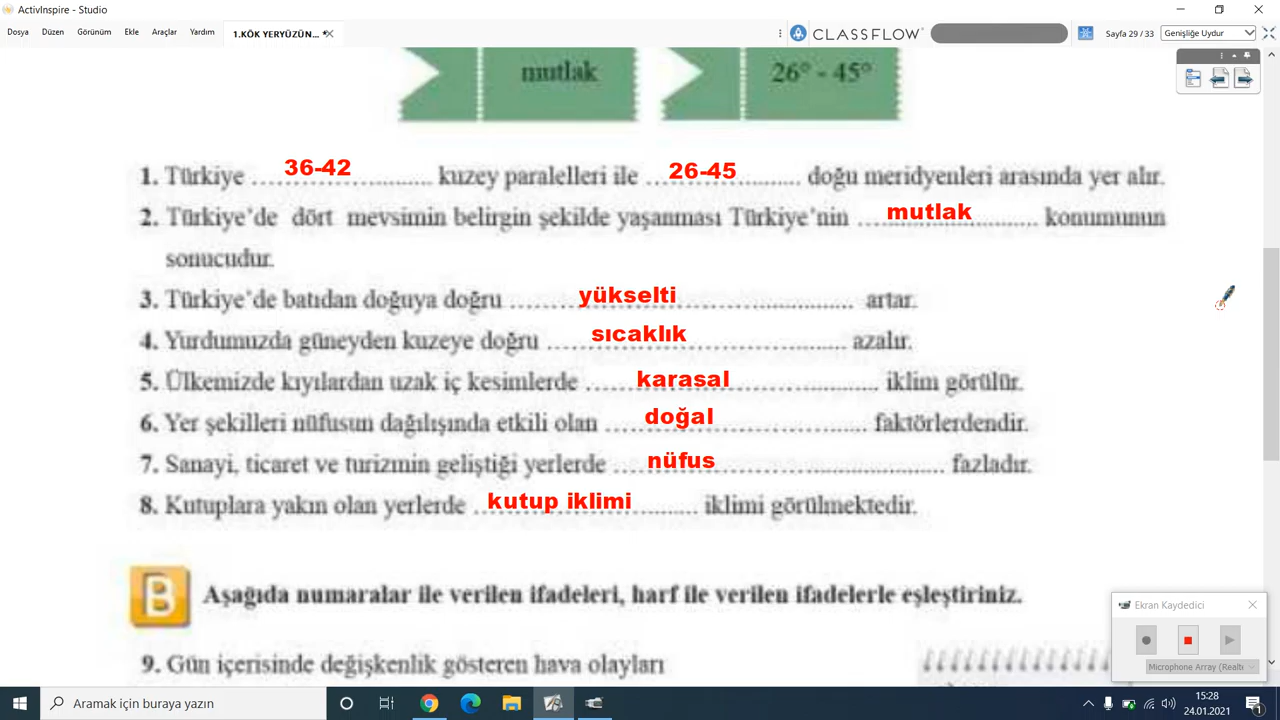 ActivInspire - Studio
Dosya Düzen Görünüm Ekle Araçlar Yardım 1.KÖK YERYÜZÜN... * CLASSFLOW Sayfa 29 / 33 Genişliğe Uydur
mutlak 26° - 45°
1. Türkiye 36-42 kuzey paralelleri ile 26-45 doğu meridyenleri arasında yer alır.
2. Türkiye'de dört mevsimin belirgin şekilde yaşanması Türkiye'nin mutlak konumunun
sonucudur.
3. Türkiye'de batıdan doğuya doğru yükselti artar.
4. Yurdumuzda güneyden kuzeye doğru sıcaklık azalır.
5. Ülkemizde kıyılardan uzak iç kesimlerde karasal iklim görülür.
6. Yer şekilleri nüfusun dağılışında etkili olan doğal faktörlerdendir.
7. Sanayi, ticaret ve turizmin geliştiği yerlerde nüfus fazladır.
8. Kutuplara yakın olan yerlerde kutup iklimi iklimi görülmektedir.
B Aşağıda numaralar ile verilen ifadeleri, harf ile verilen ifadelerle eşleştiriniz.
9. Gün içerisinde değişkenlik gösteren hava olayları
Ekran Kaydedici
Microphone Array (Realte
Aramak için buraya yazın
15:28
24.01.2021
1